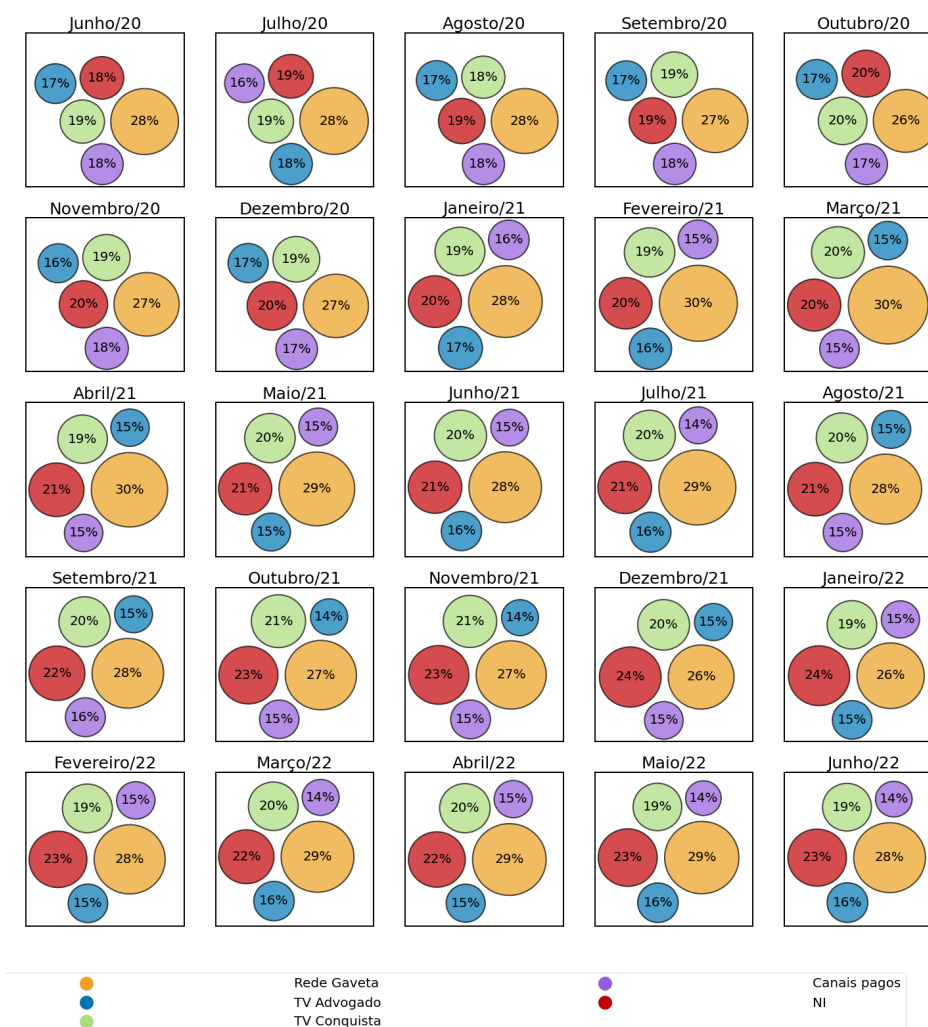 Junho/20 Julho/20 Agosto/20 Setembro/20 Outubro/20
17% 18% 19% 28% 18%
16% 19% 19% 28% 18%
17% 18% 19% 28% 18%
17% 19% 19% 27% 18%
17% 20% 20% 26% 17%
Novembro/20 Dezembro/20 Janeiro/21 Fevereiro/21 Março/21
16% 19% 20% 27% 18%
17% 19% 20% 27% 17%
19% 16% 20% 28% 17%
19% 15% 20% 30% 16%
20% 15% 20% 30% 15%
Abril/21 Maio/21 Junho/21 Julho/21 Agosto/21
19% 15% 21% 30% 15%
20% 15% 21% 29% 15%
20% 15% 21% 28% 16%
20% 14% 21% 29% 16%
20% 15% 21% 28% 15%
Setembro/21 Outubro/21 Novembro/21 Dezembro/21 Janeiro/22
20% 15% 22% 28% 16%
21% 14% 23% 27% 15%
21% 14% 23% 27% 15%
20% 15% 24% 26% 15%
19% 15% 24% 26% 15%
Fevereiro/22 Março/22 Abril/22 Maio/22 Junho/22
19% 15% 23% 28% 15%
20% 14% 22% 29% 16%
20% 15% 22% 29% 15%
19% 14% 23% 29% 16%
19% 14% 23% 28% 16%
Rede Gaveta
TV Advogado
TV Conquista
Canais pagos
NI